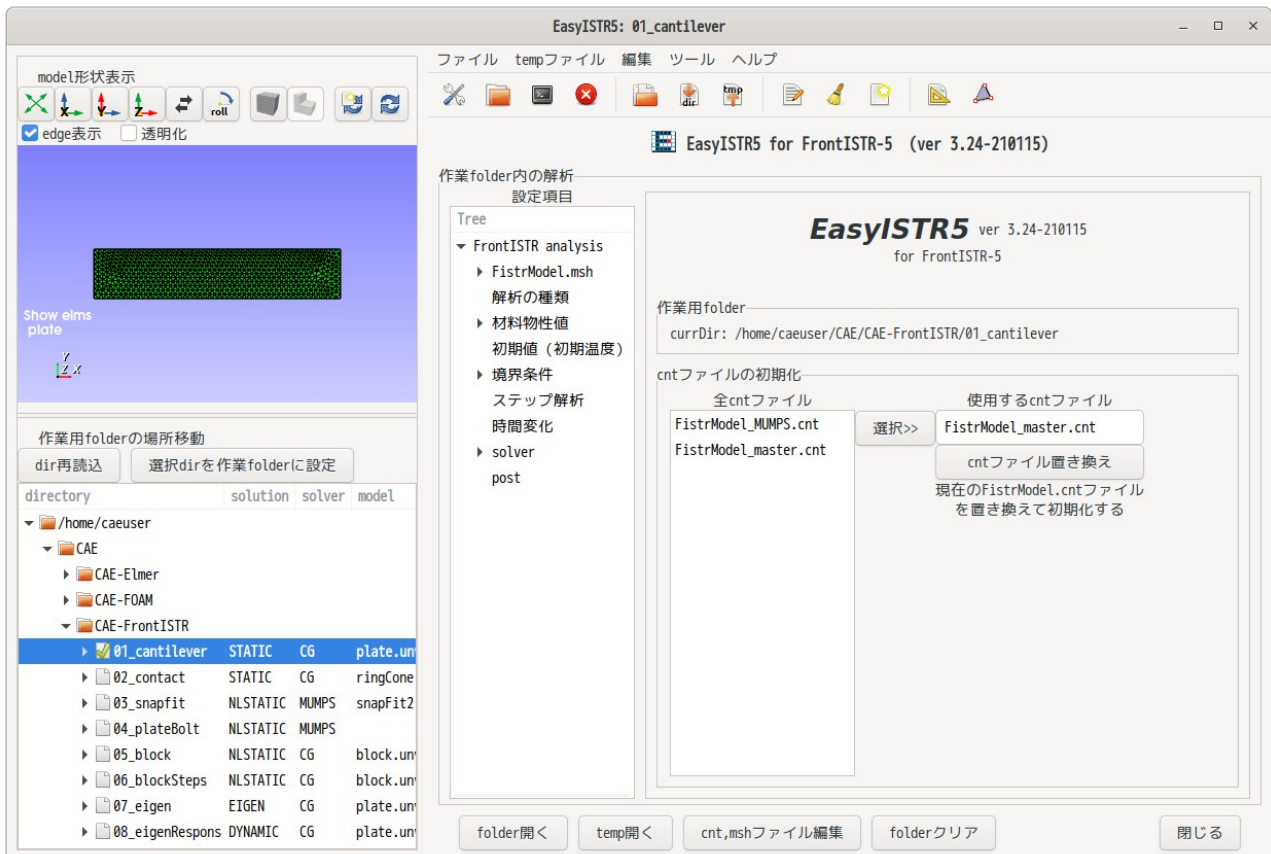 EasyISTR5: 01_cantilever
model形状表示
X
Y
Z
roll
edge表示 透明化
Show elms
plate
Y
Z X
作業用folderの場所移動
dir再読込 選択dirを作業folderに設定
directory solution solver model
/home/caeuser
CAE
CAE-Elmer
CAE-FOAM
CAE-FrontISTR
01_cantilever STATIC CG plate.un
02_contact STATIC CG ringCone
03_snapfit NLSTATIC MUMPS snapFit2
04_plateBolt NLSTATIC MUMPS
05_block NLSTATIC CG block.un
06_blockSteps NLSTATIC CG block.un
07_eigen EIGEN CG plate.un
08_eigenRespons DYNAMIC CG plate.un
ファイル tempファイル 編集 ツール ヘルプ
dir tmp
EasyISTR5 for FrontISTR-5 (ver 3.24-210115)
作業folder内の解析
設定項目
Tree
FrontISTR analysis
FistrModel.msh
解析の種類
材料物性値
初期値(初期温度)
境界条件
ステップ解析
時間変化
solver
post
EasyISTR5 ver 3.24-210115
for FrontISTR-5
作業用folder
currDir: /home/caeuser/CAE/CAE-FrontISTR/01_cantilever
cntファイルの初期化
全cntファイル
FistrModel_MUMPS.cnt
FistrModel_master.cnt
選択>>
使用するcntファイル
FistrModel_master.cnt
cntファイル置き換え
現在のFistrModel.cntファイル
を置き換えて初期化する
folder開く temp開く cnt,mshファイル編集 folderクリア 閉じる